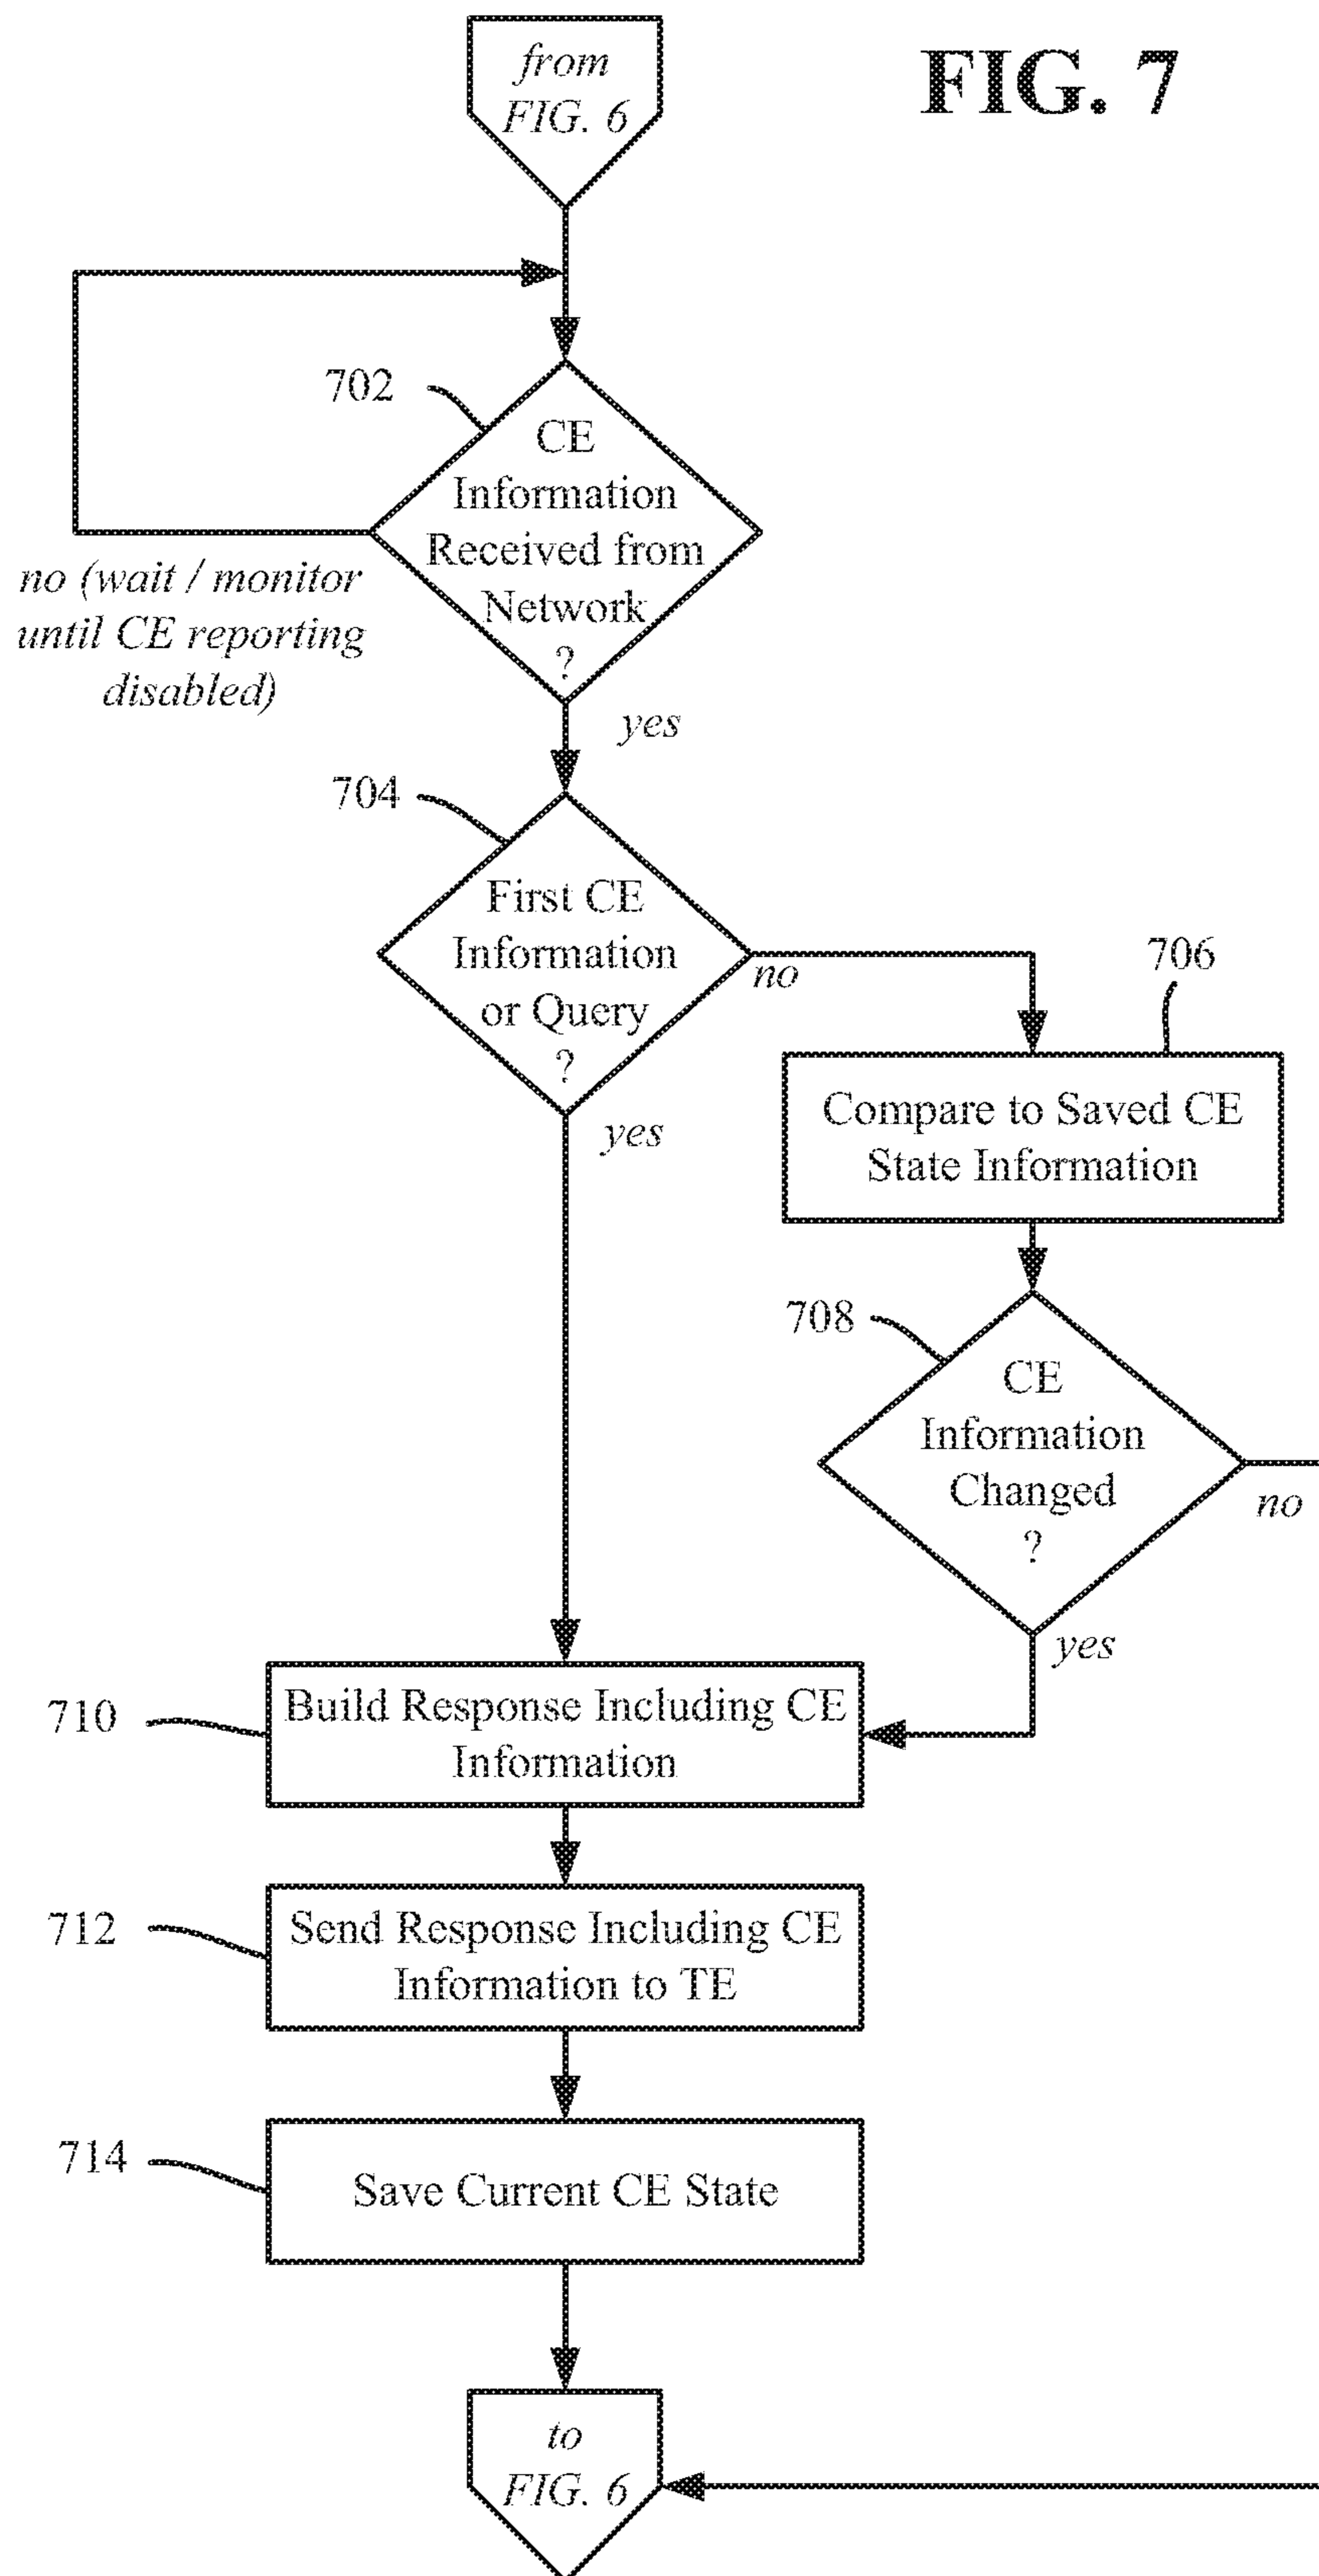 from
FIG. 6
FIG. 7
702
CE
Information
Received from
Network
?
no (wait / monitor
until CE reporting
disabled)
yes
704
First CE
Information
or Query
?
no
yes
706
Compare to Saved CE
State Information
708
CE
Information
Changed
?
no
yes
710
Build Response Including CE
Information
712
Send Response Including CE
Information to TE
714
Save Current CE State
to
FIG. 6